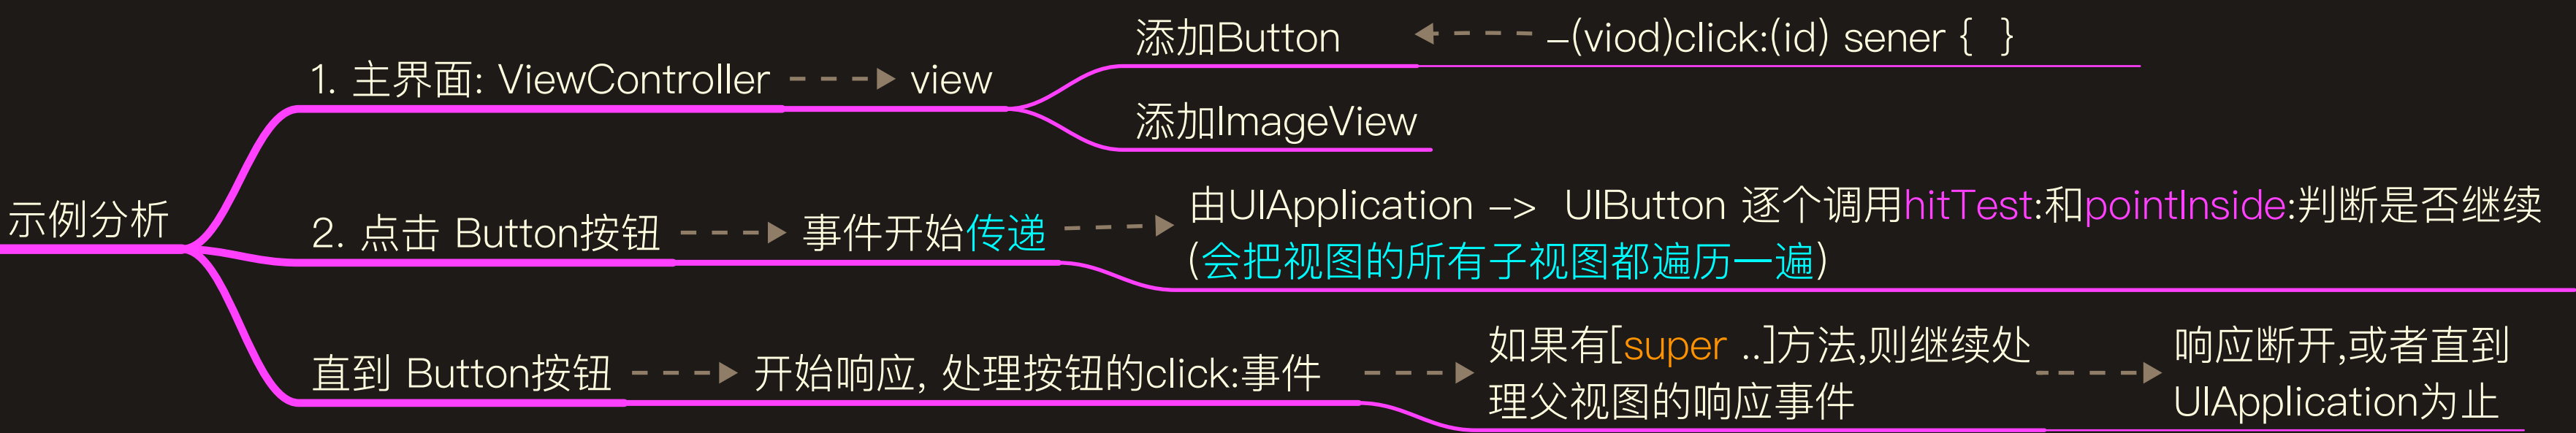 示例分析
1. 主界面: ViewController
view
添加Button
-(viod)click:(id) sener { }
添加ImageView
2. 点击 Button按钮
事件开始传递
由UIApplication –> UIButton 逐个调用hitTest:和pointInside:判断是否继续
(会把视图的所有子视图都遍历一遍)
直到 Button按钮
开始响应, 处理按钮的click:事件
如果有[super ..]方法,则继续处
理父视图的响应事件
响应断开,或者直到
UIApplication为止